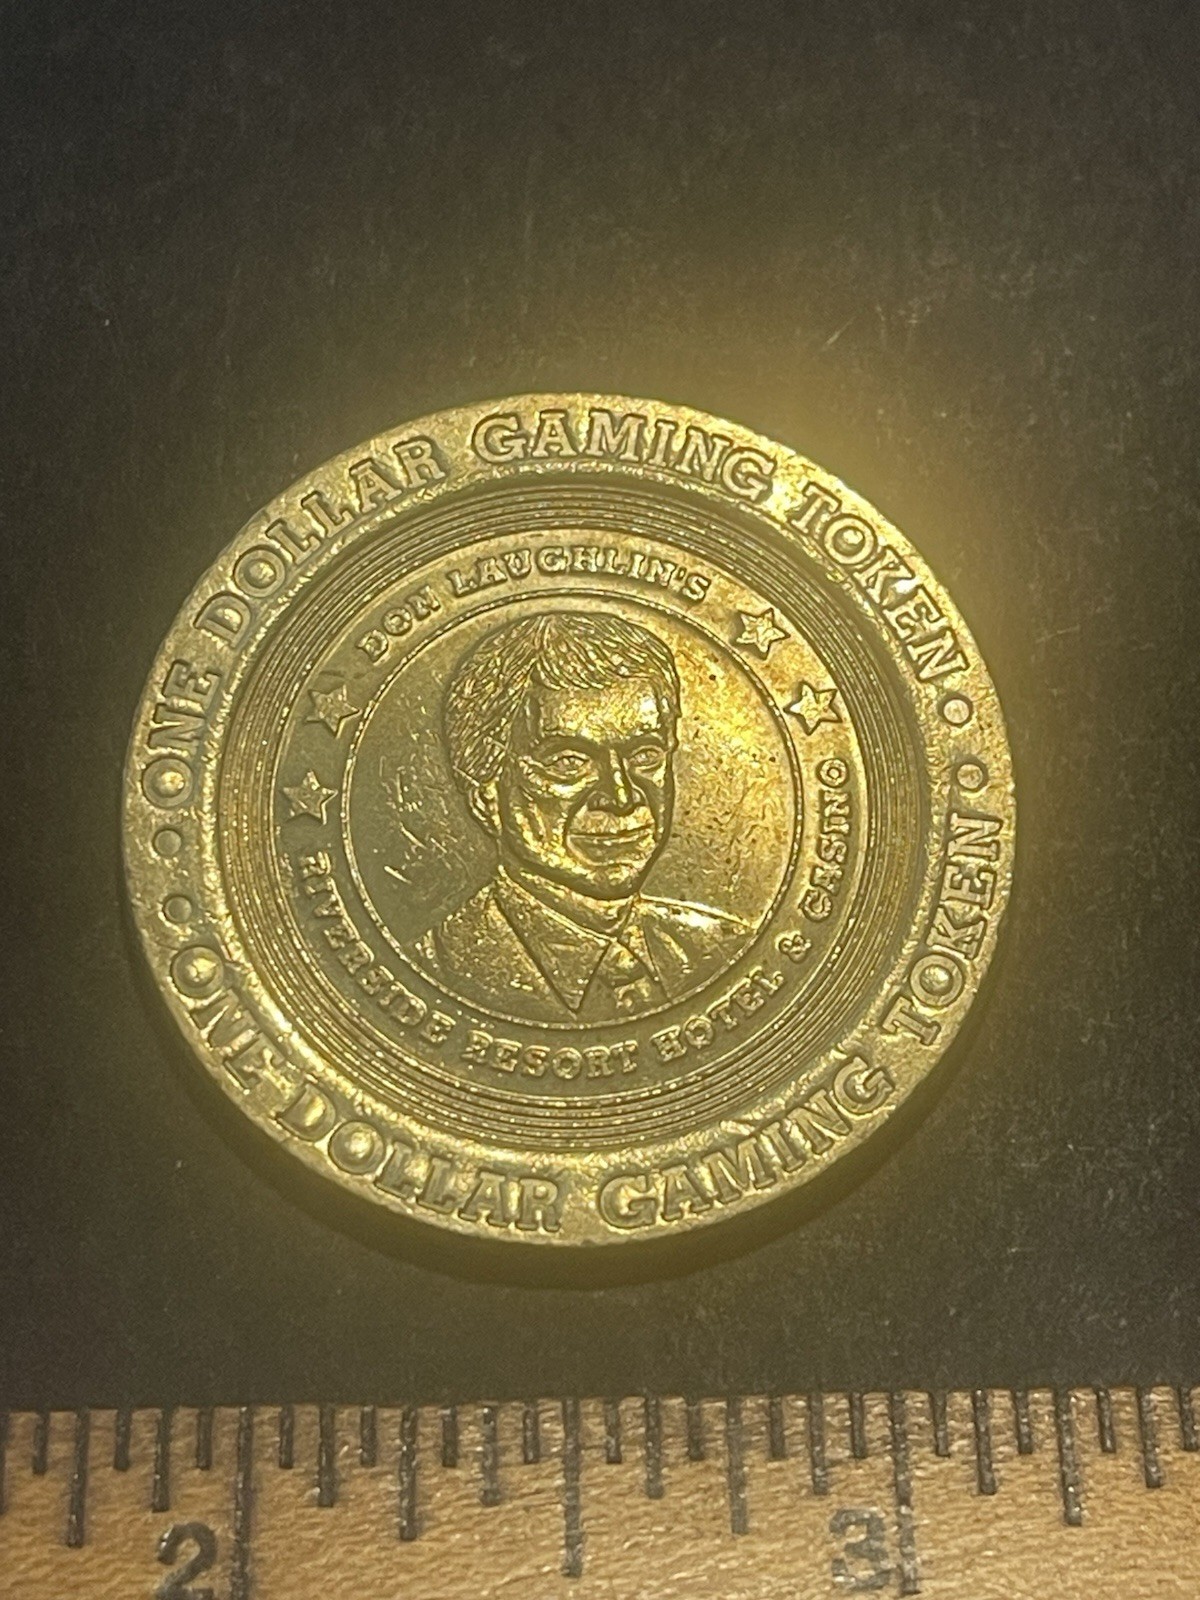 ONE DOLLAR GAMING TOKEN
ONE DOLLAR GAMING TOKEN
DON LAUGHLIN'S
RIVERSIDE RESORT HOTEL & CASINO
2 3